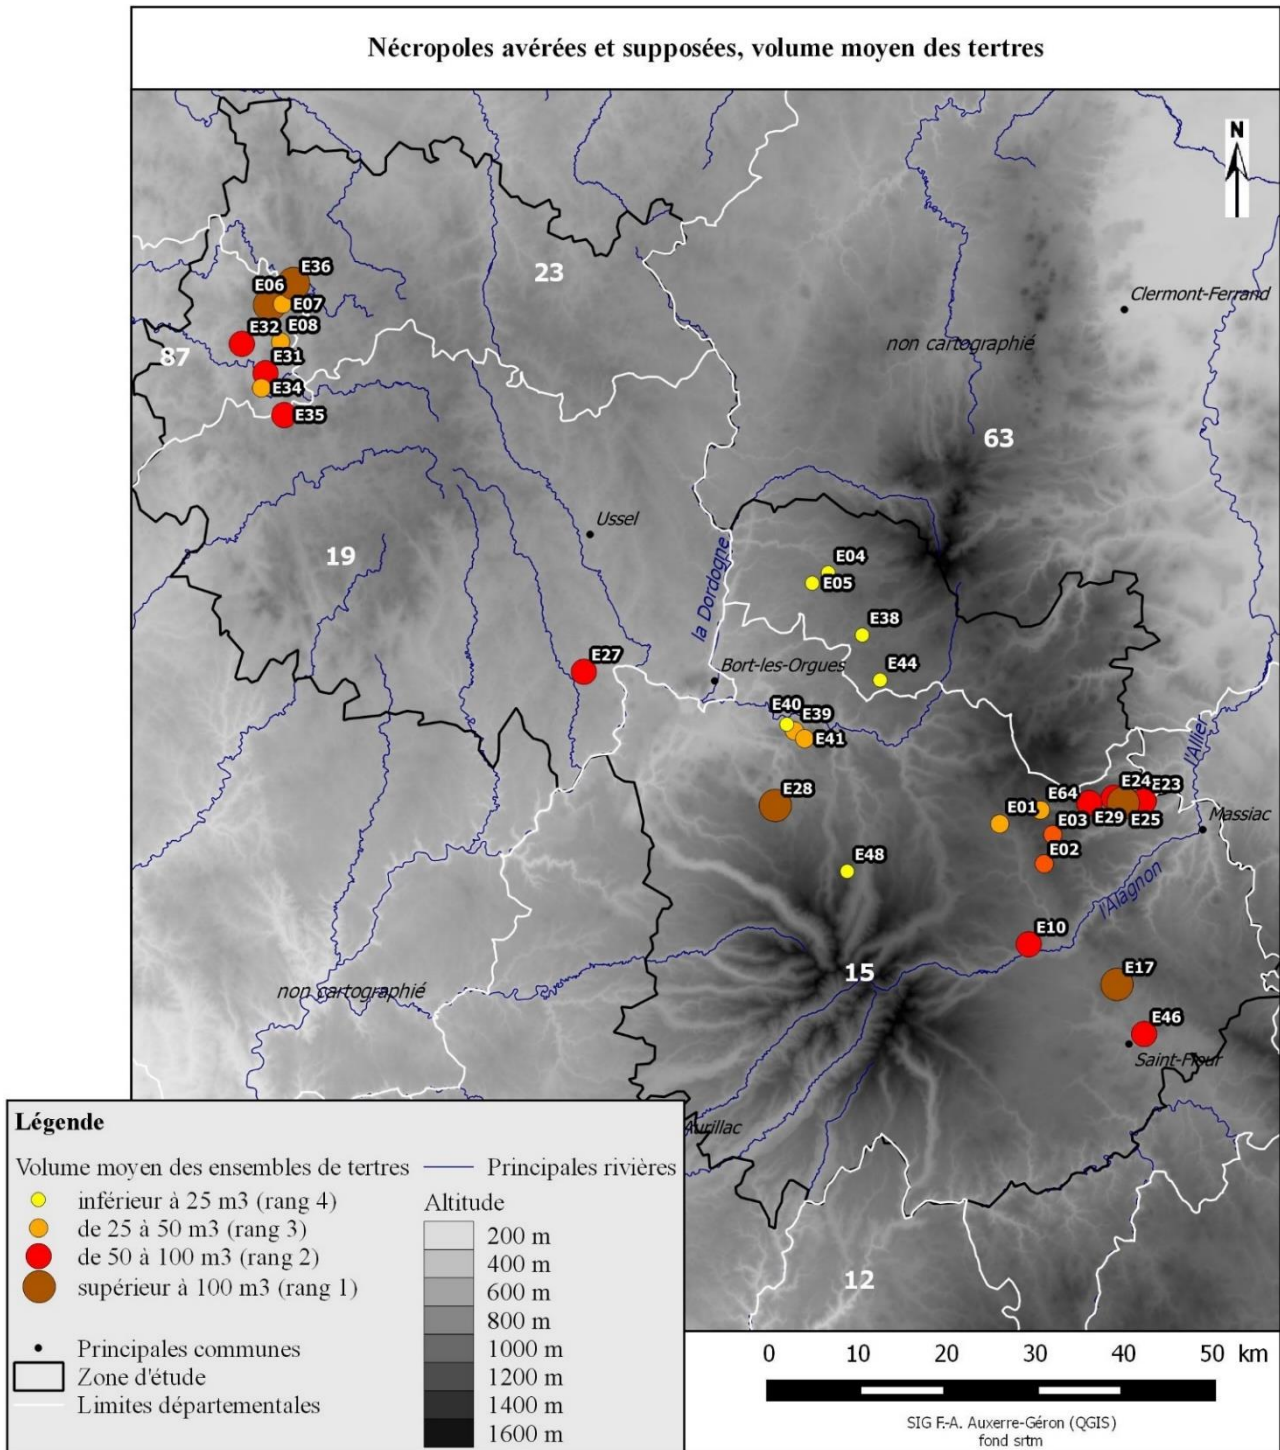 Nécropoles avérées et supposées, volume moyen des tertres
N
Clermont-Ferrand
23
E36
E06
E07
E32
E08
87
E31
E34
E35
non cartographié
63
Ussel
19
la Dordogne
E04
E05
E38
E27
Bort-les-Orgues
E44
E40
E39
E41
l'Allier
E28
E24
E23
E64
E01
E29
E25
Massiac
E03
E02
E48
l'Alagnon
E10
15
E17
non cartographié
E46
Saint-Flour
Aurillac
12
Légende
Volume moyen des ensembles de tertres
inférieur à 25 m3 (rang 4)
de 25 à 50 m3 (rang 3)
de 50 à 100 m3 (rang 2)
supérieur à 100 m3 (rang 1)
Principales communes
Zone d'étude
Limites départementales
Principales rivières
Altitude
200 m
400 m
600 m
800 m
1000 m
1200 m
1400 m
1600 m
0 10 20 30 40 50 km
SIG F.-A. Auxerre-Géron (QGIS)
fond srtm